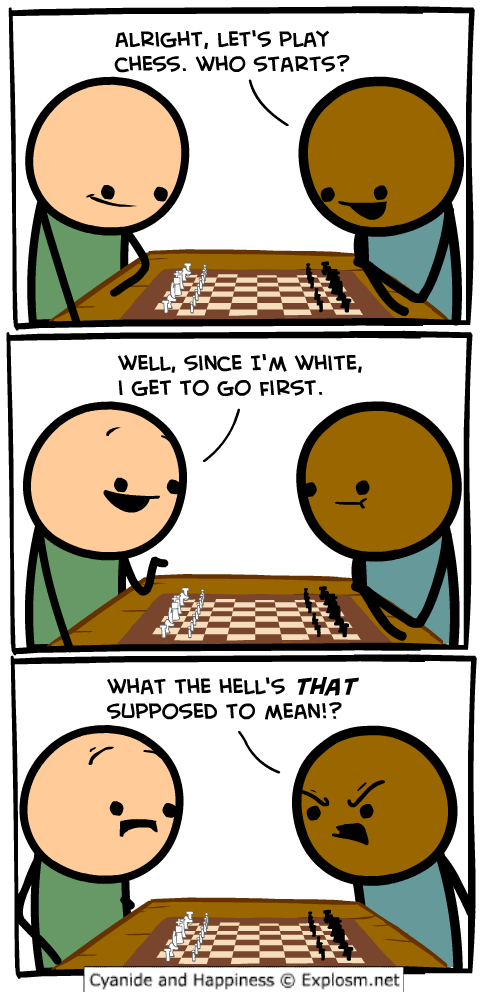 ALRIGHT, LET'S PLAY
CHESS. WHO STARTS?
WELL, SINCE I'M WHITE,
I GET TO GO FIRST.
WHAT THE HELL'S THAT
SUPPOSED TO MEAN!?
Cyanide and Happiness © Explosm.net